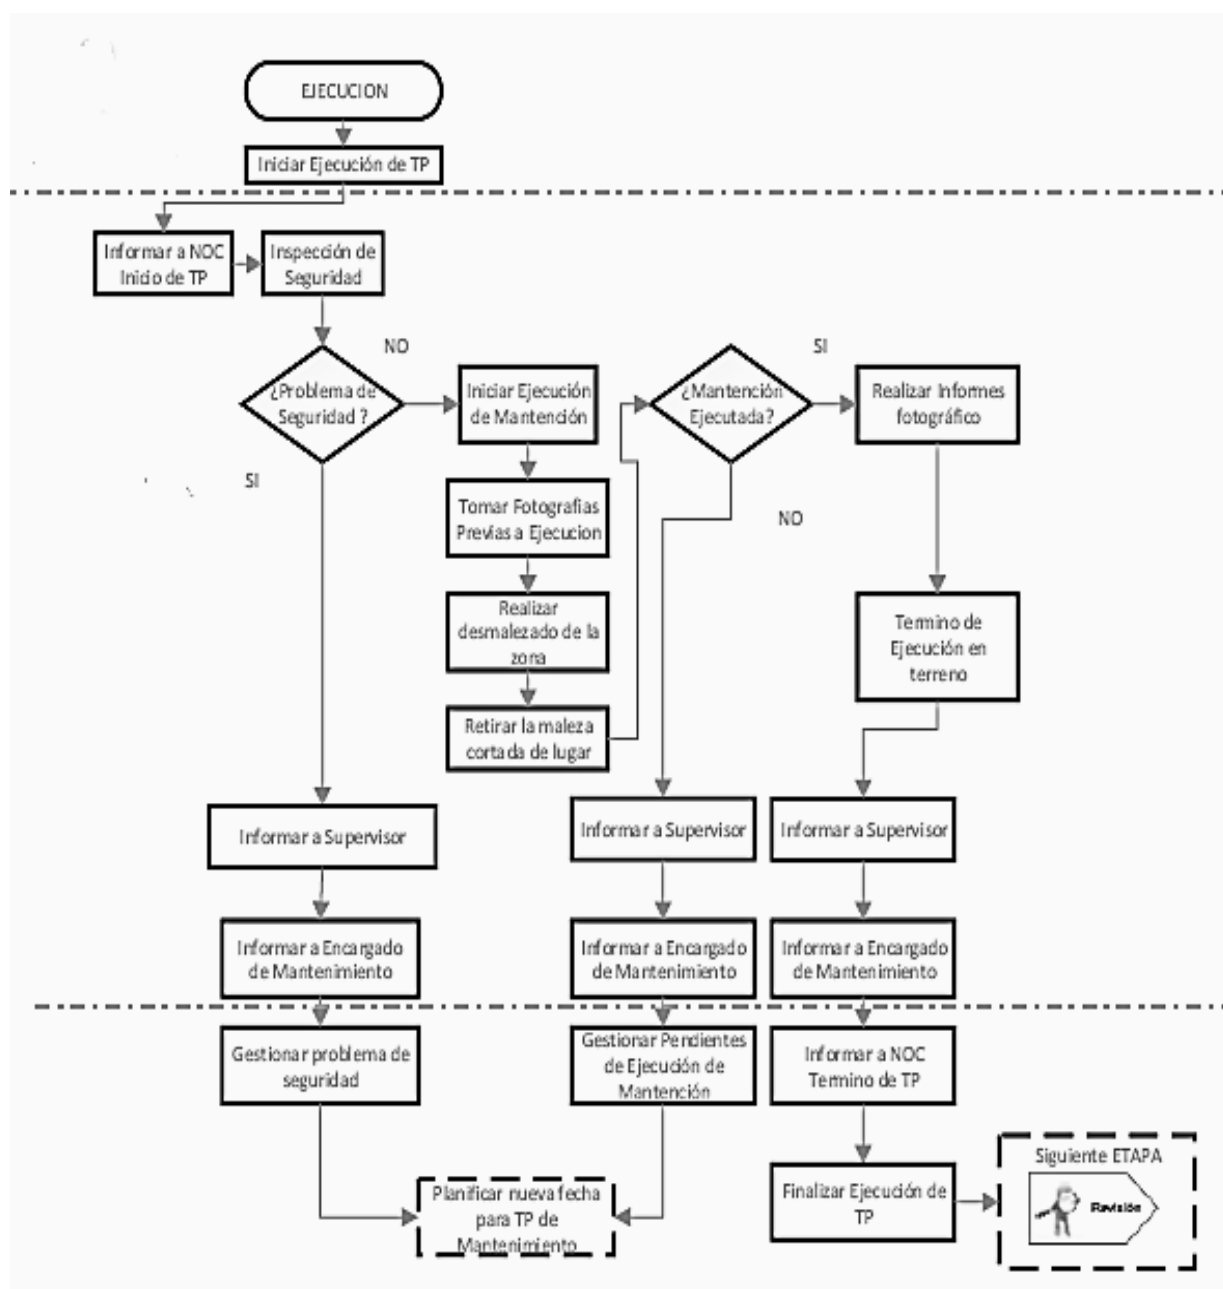 EJECUCION
Iniciar Ejecución de TP
Informar a NOC
Inicio de TP
Inspección de
Seguridad
NO
SI
¿Problema de
Seguridad ?
Iniciar Ejecución
de Mantención
¿Mantención
Ejecutada?
Realizar Informes
fotográfico
SI
NO
Tomar Fotografias
Previas a Ejecucion
Realizar
desmalezado de la
zona
Termino de
Ejecución en
terreno
Retirar la maleza
cortada de lugar
Informar a Supervisor
Informar a Supervisor
Informar a Supervisor
Informar a Encargado
de Mantenimiento
Informar a Encargado
de Mantenimiento
Informar a Encargado
de Mantenimiento
Gestionar problema de
seguridad
Gestionar Pendientes
de Ejecución de
Mantención
Informar a NOC
Termino de TP
Planificar nueva fecha
para TP de
Mantenimiento
Finalizar Ejecución de
TP
Siguiente ETAPA
Revisión